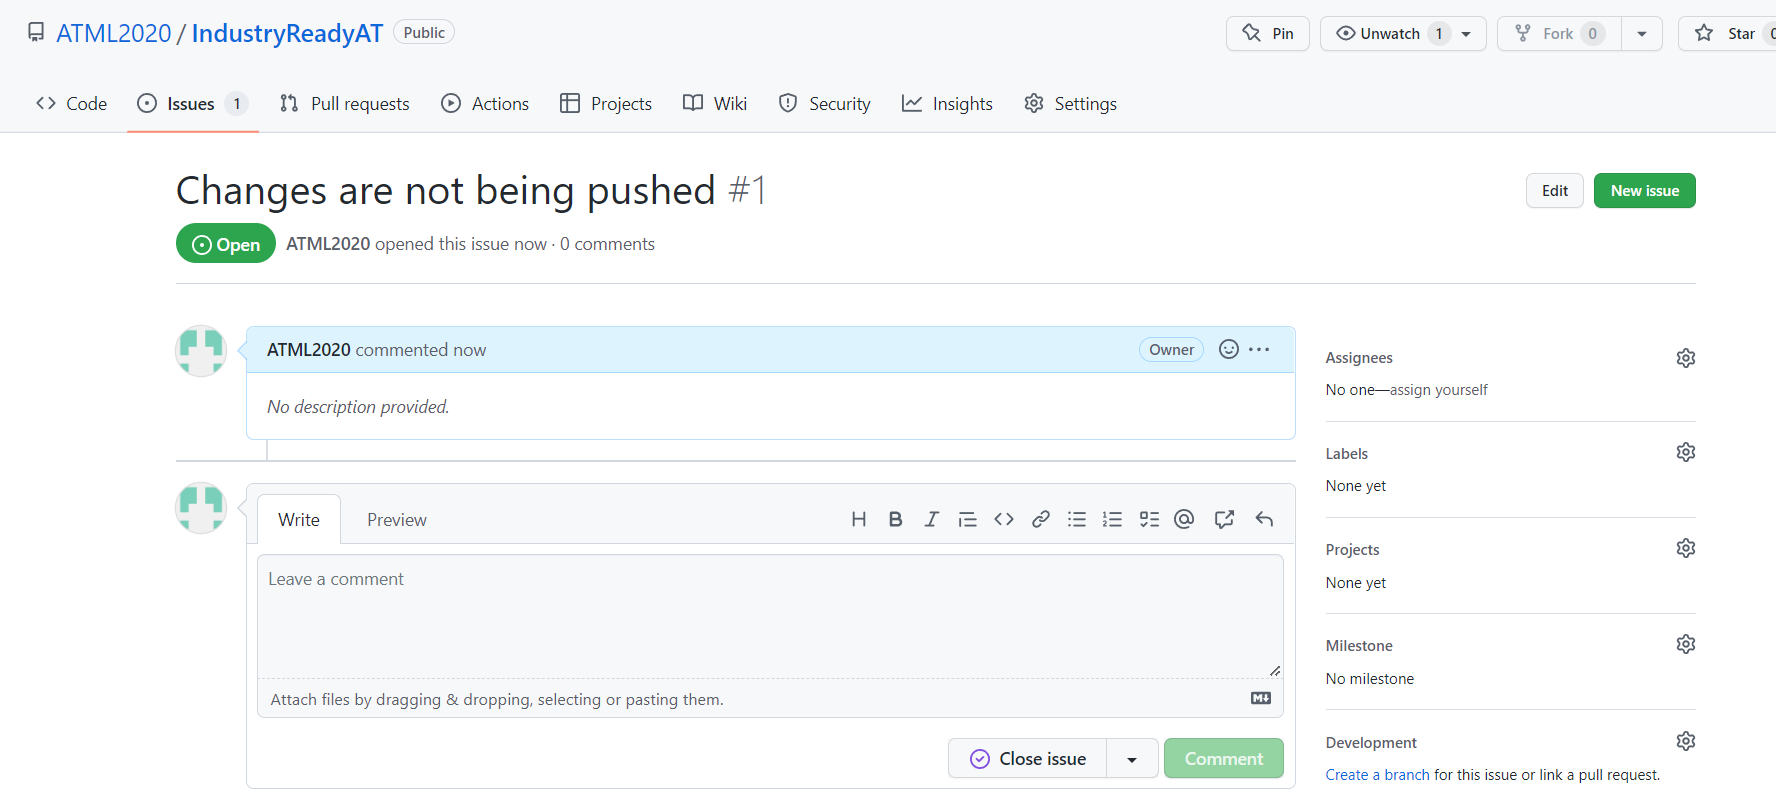 ATML2020 / IndustryReadyAT Public
Pin Unwatch 1 Fork 0 Star
Code Issues 1 Pull requests Actions Projects Wiki Security Insights Settings
Changes are not being pushed #1
Edit New issue
Open ATML2020 opened this issue now · 0 comments
ATML2020 commented now Owner
No description provided.
Write Preview
Leave a comment
Attach files by dragging & dropping, selecting or pasting them.
Close issue Comment
Assignees
No one—assign yourself
Labels
None yet
Projects
None yet
Milestone
No milestone
Development
Create a branch for this issue or link a pull request.